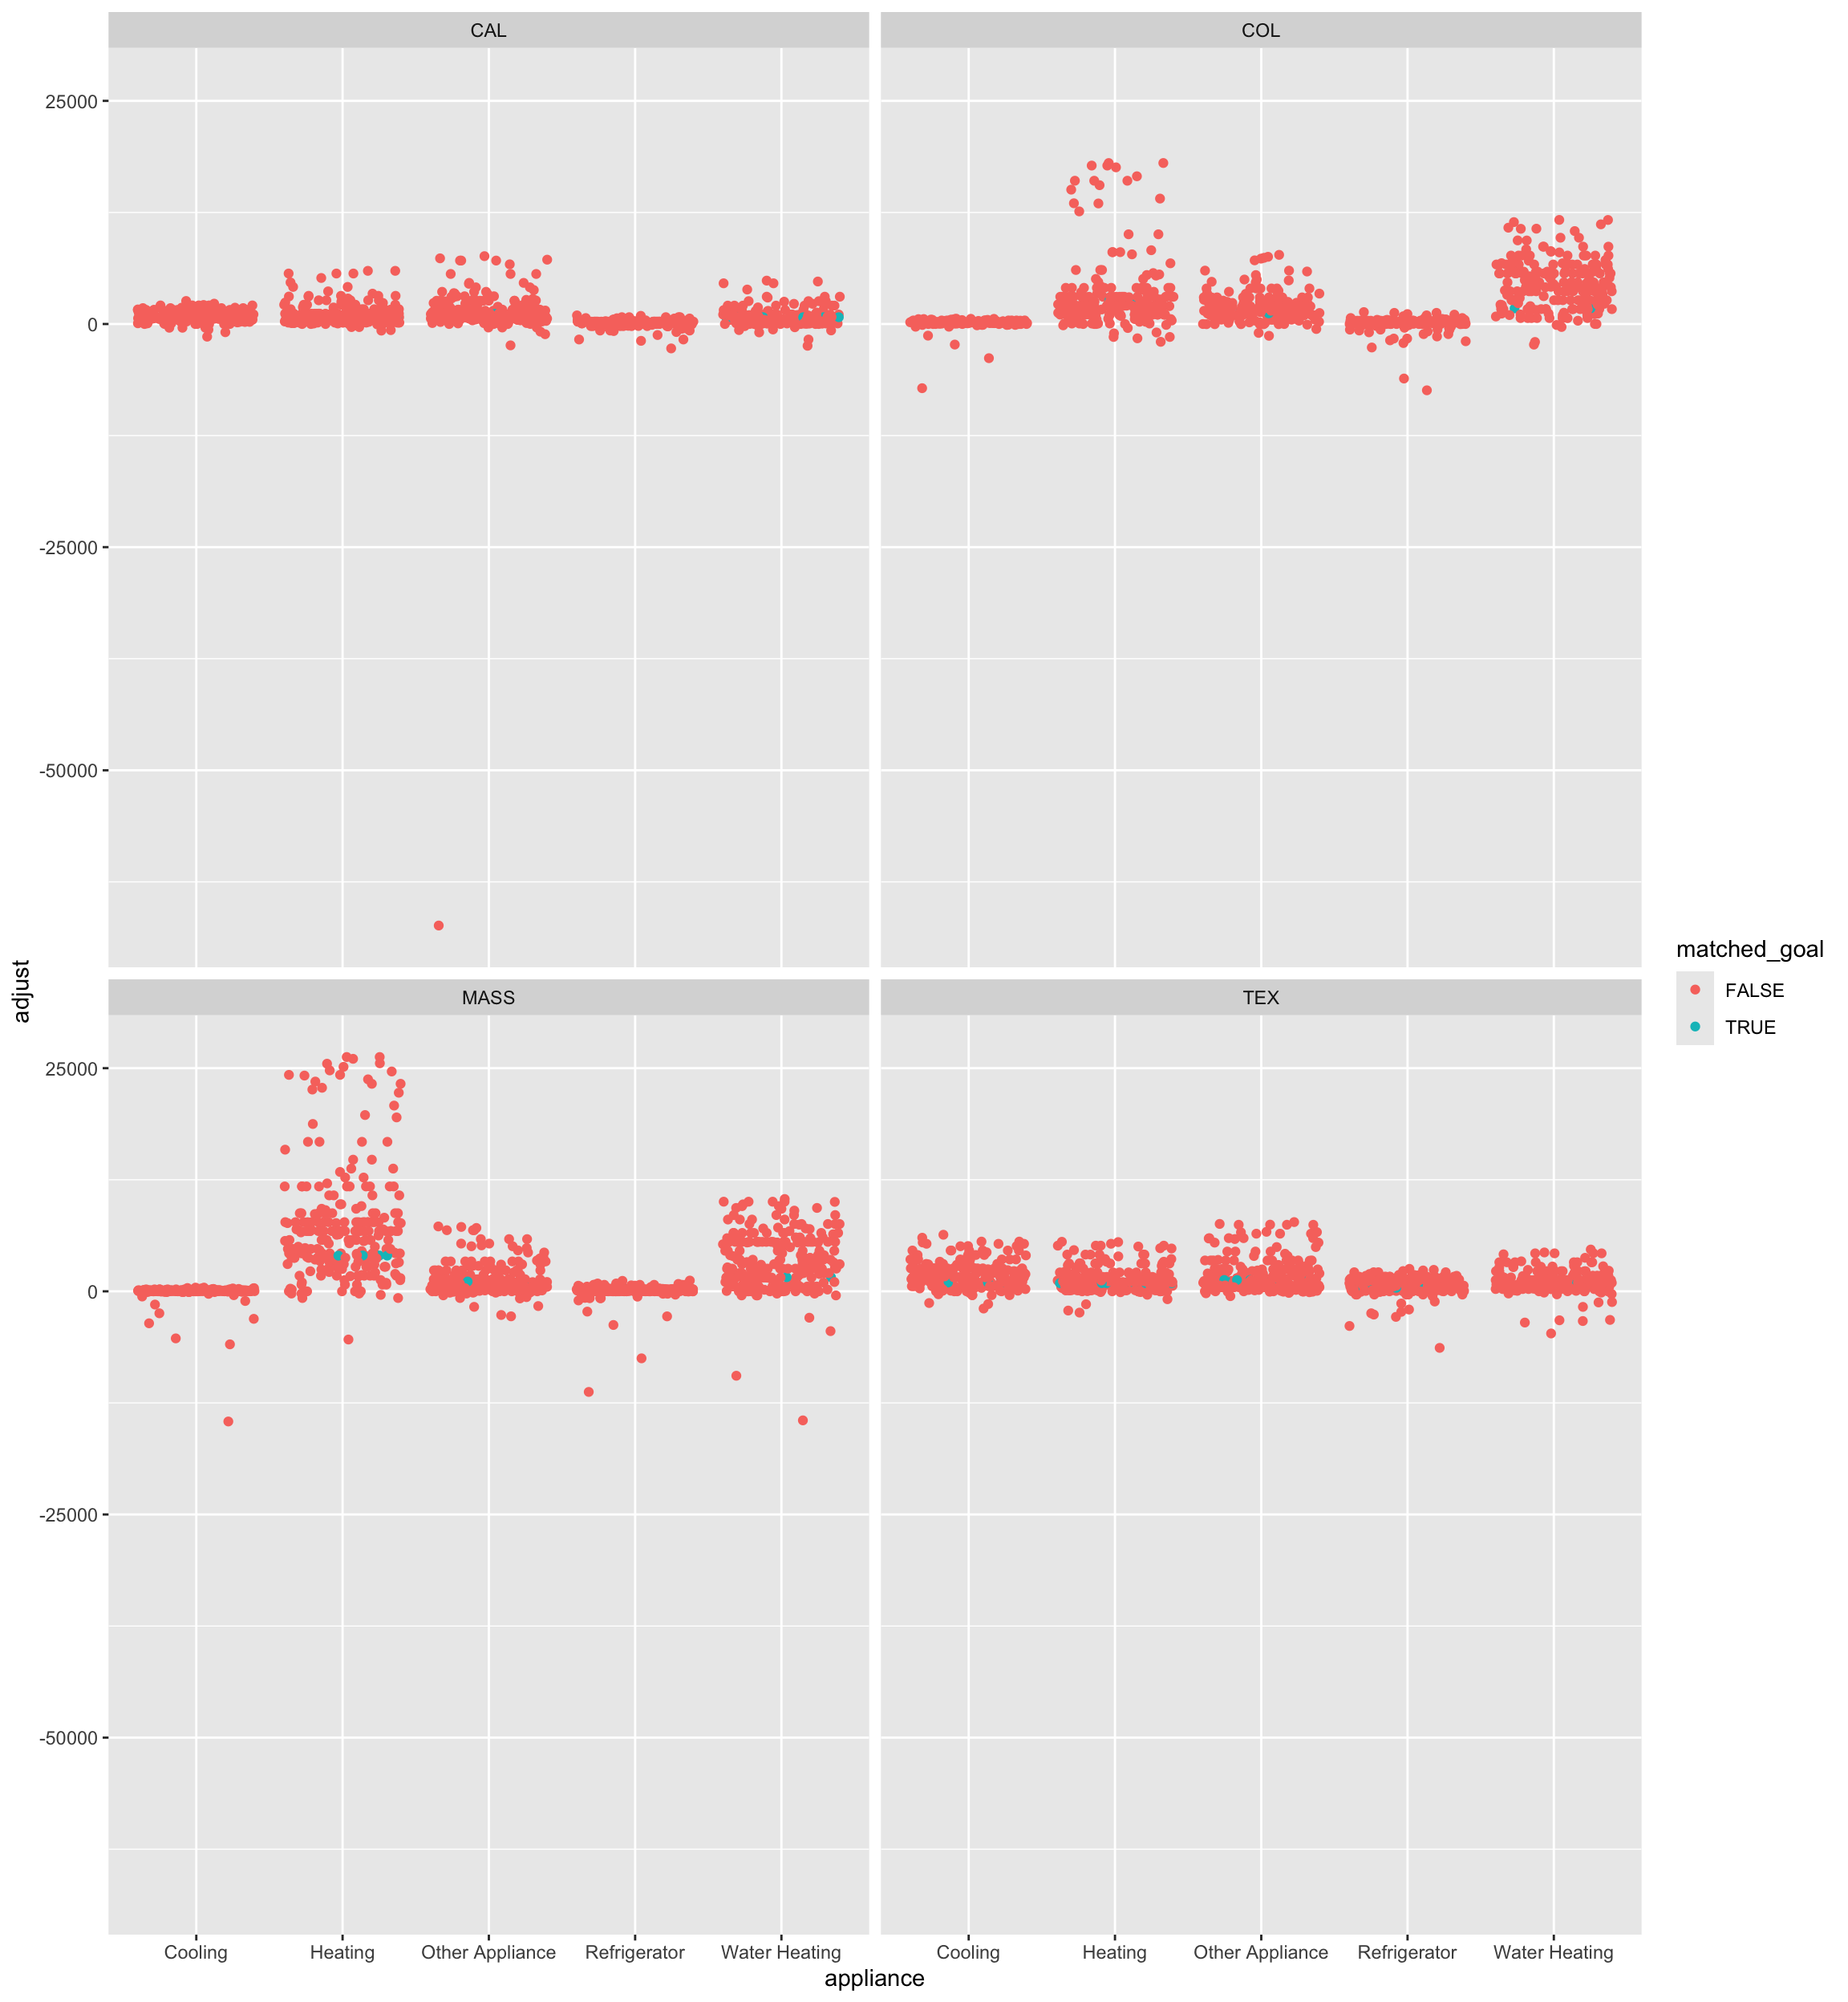 CAL
COL
25000
0
-25000
-50000
MASS
TEX
25000
0
-25000
-50000
adjust
Cooling
Heating
Other Appliance
Refrigerator
Water Heating
Cooling
Heating
Other Appliance
Refrigerator
Water Heating
appliance
matched_goal
FALSE
TRUE